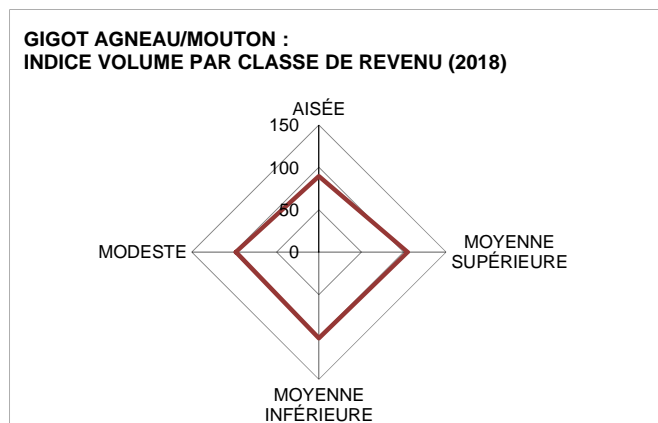 GIGOT AGNEAU/MOUTON :
INDICE VOLUME PAR CLASSE DE REVENU (2018)
AISÉE
150
100
50
0
MODESTE
MOYENNE
SUPÉRIEURE
MOYENNE
INFÉRIEURE